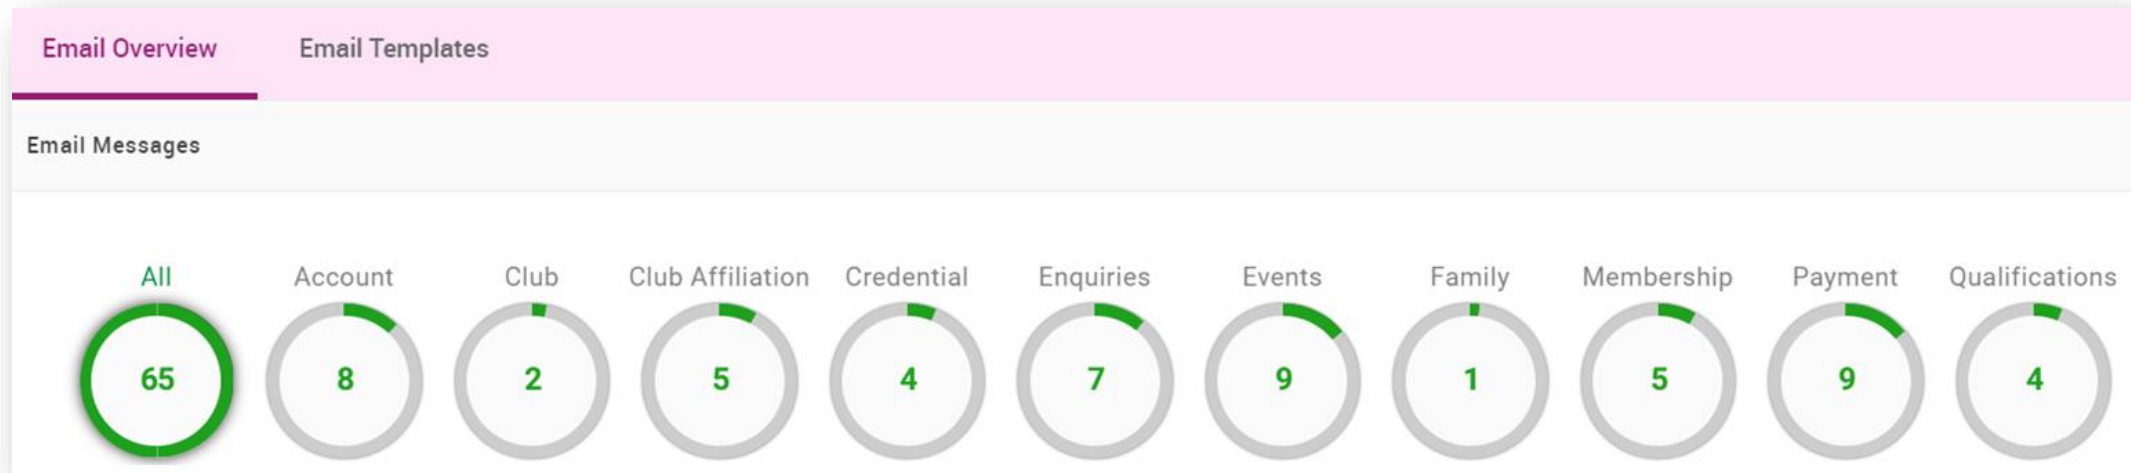 Email Overview Email Templates
Email Messages
All Account Club Club Affiliation Credential Enquiries Events Family Membership Payment Qualifications
65 8 2 5 4 7 9 1 5 9 4